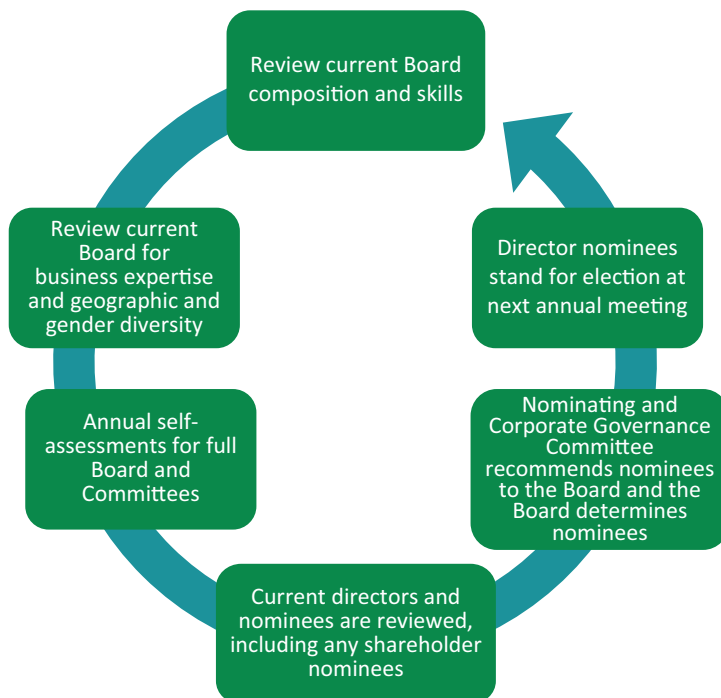 Review current Board
composition and skills
Review current
Board for
business expertise
and geographic and
gender diversity
Director nominees
stand for election at
next annual meeting
Annual self-
assessments for full
Board and
Committees
Nominating and
Corporate Governance
Committee
recommends nominees
to the Board and the
Board determines
nominees
Current directors and
nominees are reviewed,
including any shareholder
nominees